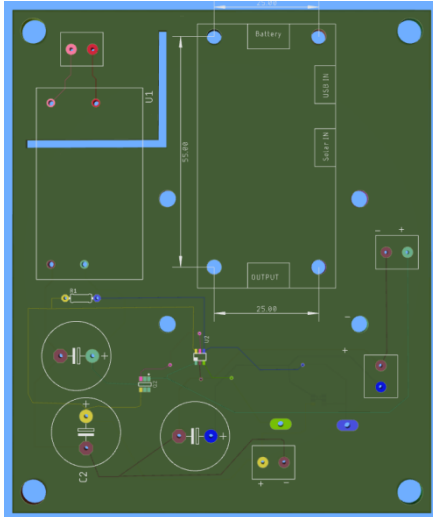 25.00
Battery
USB IN
U1
Solar IN
55.00
OUTPUT
R1
25.00
U2
C2